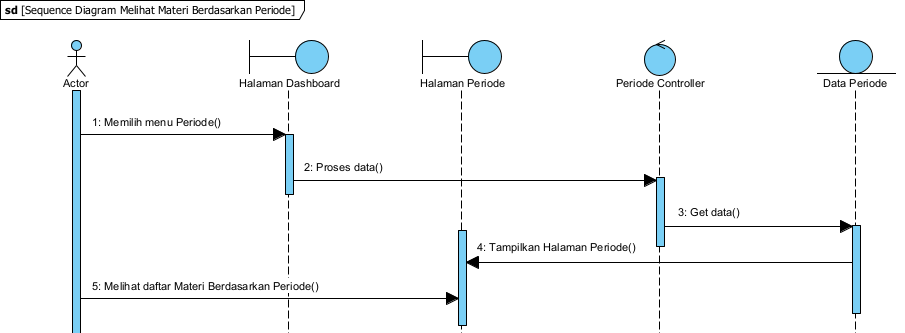 sd [Sequence Diagram Melihat Materi Berdasarkan Periode]
Actor
Halaman Dashboard
Halaman Periode
Periode Controller
Data Periode
1: Memilih menu Periode()
2: Proses data()
3: Get data()
4: Tampilkan Halaman Periode()
5: Melihat daftar Materi Berdasarkan Periode()